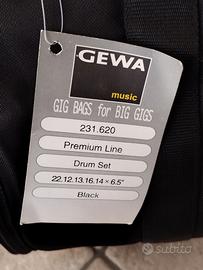 GEWA
music
GIG BAGS for BIG GIGS
231.620
Premium Line
Drum Set
22.12.13.16.14 x 6.5"
Black
subito